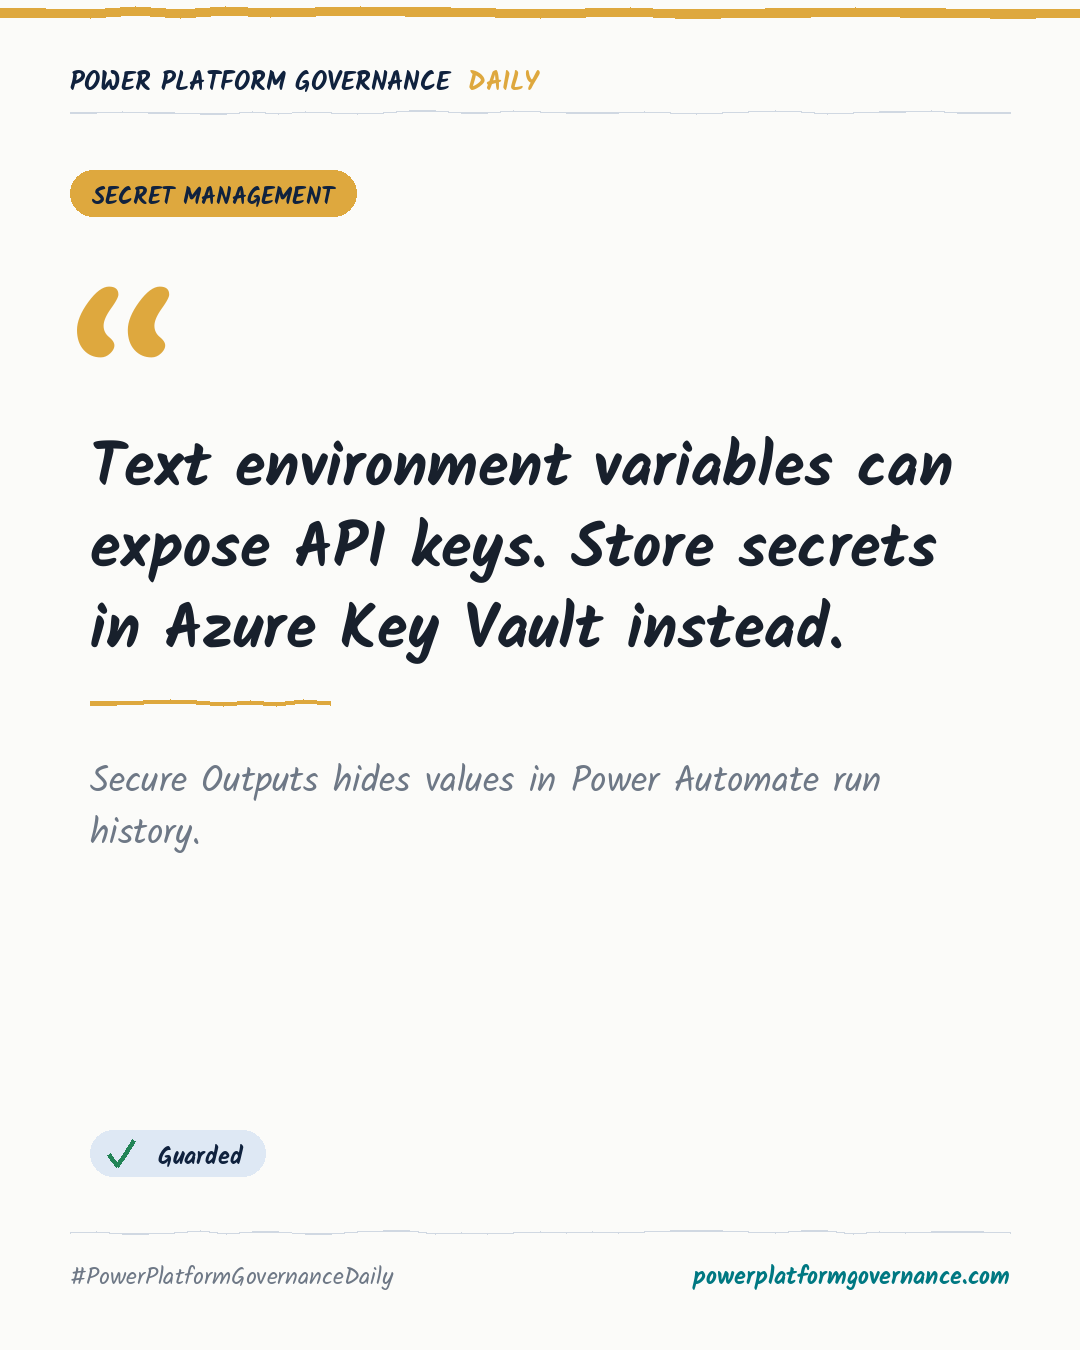 POWER PLATFORM GOVERNANCE DAILY
SECRET MANAGEMENT
“
Text environment variables can
expose API keys. Store secrets
in Azure Key Vault instead.
Secure Outputs hides values in Power Automate run
history.
Guarded
#PowerPlatformGovernanceDaily
powerplatformgovernance.com